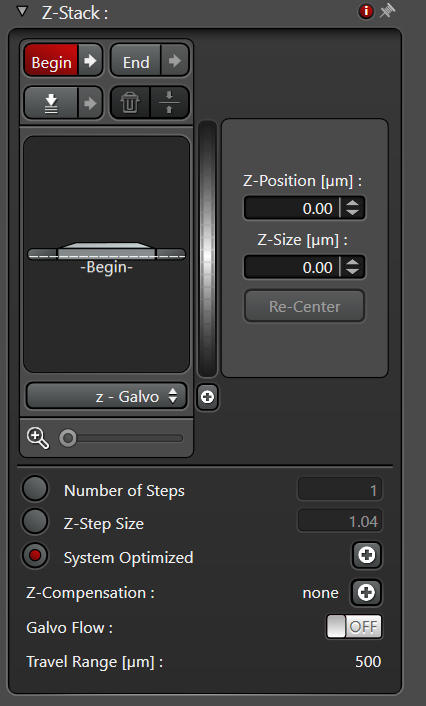 Z-Stack :
Begin End
-Begin-
z - Galvo
Z-Position [µm] :
0.00
Z-Size [µm] :
0.00
Re-Center
Number of Steps 1
Z-Step Size 1.04
System Optimized
Z-Compensation : none
Galvo Flow : OFF
Travel Range [µm] : 500